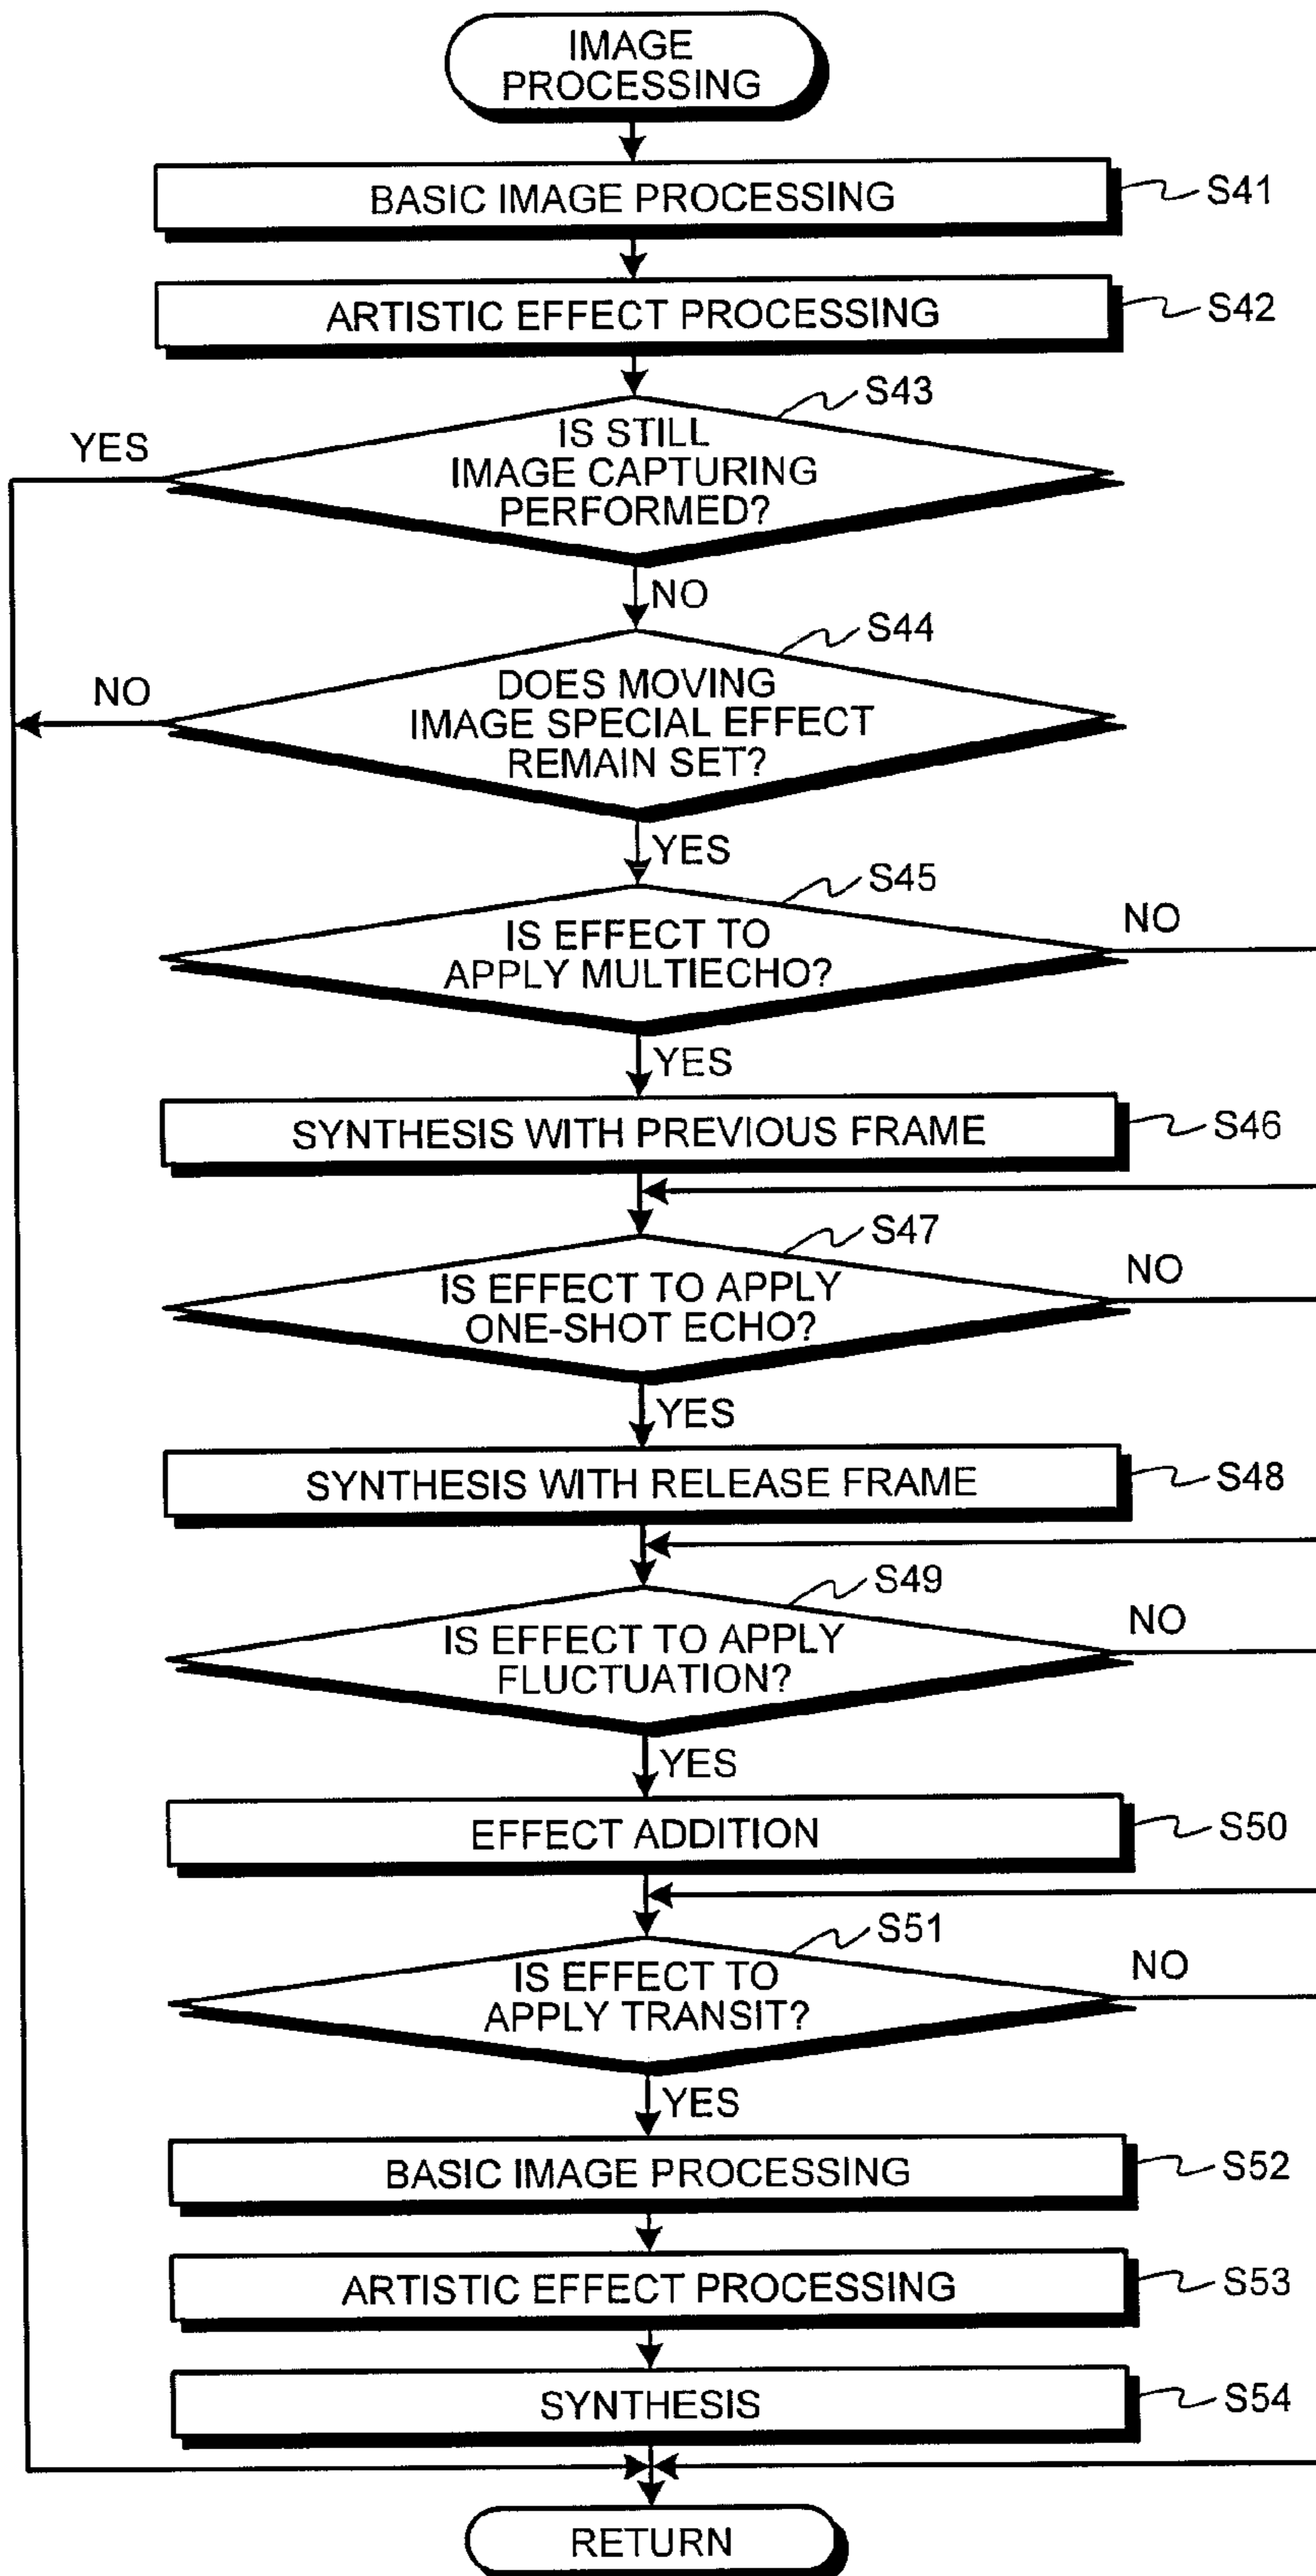 IMAGE
PROCESSING
BASIC IMAGE PROCESSING
S41
ARTISTIC EFFECT PROCESSING
S42
S43
YES
IS STILL
IMAGE CAPTURING
PERFORMED?
NO
S44
NO
DOES MOVING
IMAGE SPECIAL EFFECT
REMAIN SET?
YES
S45
NO
IS EFFECT TO
APPLY MULTIECHO?
YES
SYNTHESIS WITH PREVIOUS FRAME
S46
S47
NO
IS EFFECT TO APPLY
ONE-SHOT ECHO?
YES
SYNTHESIS WITH RELEASE FRAME
S48
S49
NO
IS EFFECT TO APPLY
FLUCTUATION?
YES
EFFECT ADDITION
S50
S51
NO
IS EFFECT TO
APPLY TRANSIT?
YES
BASIC IMAGE PROCESSING
S52
ARTISTIC EFFECT PROCESSING
S53
SYNTHESIS
S54
RETURN